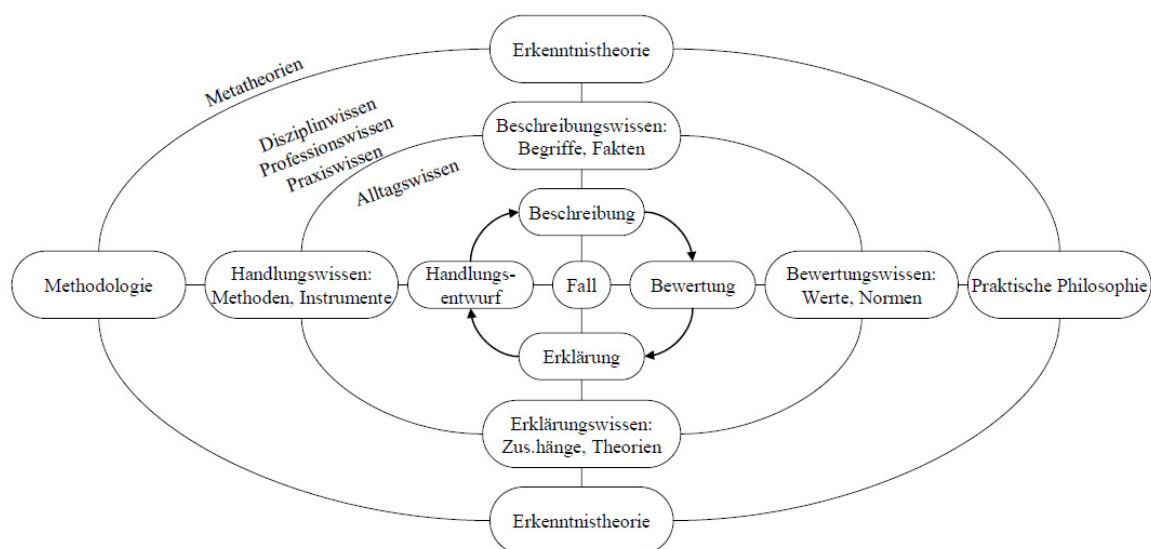 Erkenntnistheorie
Metatheorien
Disziplinwissen
Professionswissen
Praxiswissen
Alltagswissen
Beschreibungswissen:
Begriffe, Fakten
Beschreibung
Methodologie
Handlungswissen:
Methoden, Instrumente
Handlungs-
entwurf
Fall
Bewertung
Bewertungswissen:
Werte, Normen
Praktische Philosophie
Erklärung
Erklärungswissen:
Zus.hänge, Theorien
Erkenntnistheorie